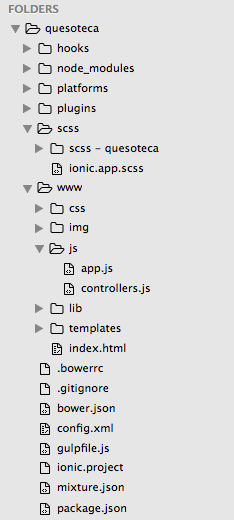 FOLDERS
quesoteca
hooks
node_modules
platforms
plugins
scss
scss - quesoteca
ionic.app.scss
www
css
img
js
app.js
controllers.js
lib
templates
index.html
.bowerrc
.gitignore
bower.json
config.xml
gulpfile.js
ionic.project
mixture.json
package.json